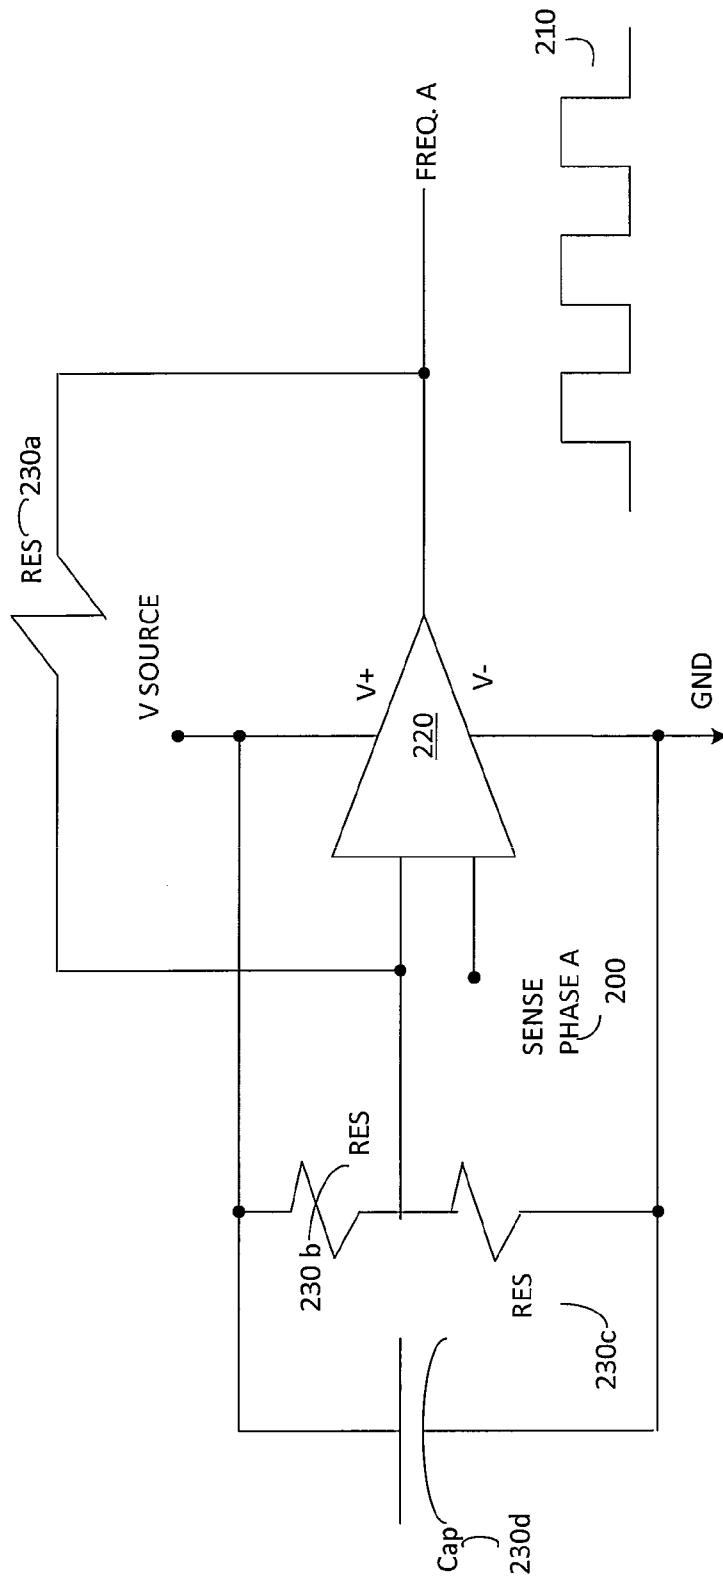 RES 230a
V SOURCE
V+
220
V-
FREQ. A
210
230 b
RES
SENSE
PHASE A
200
RES
230c
Cap
230d
GND